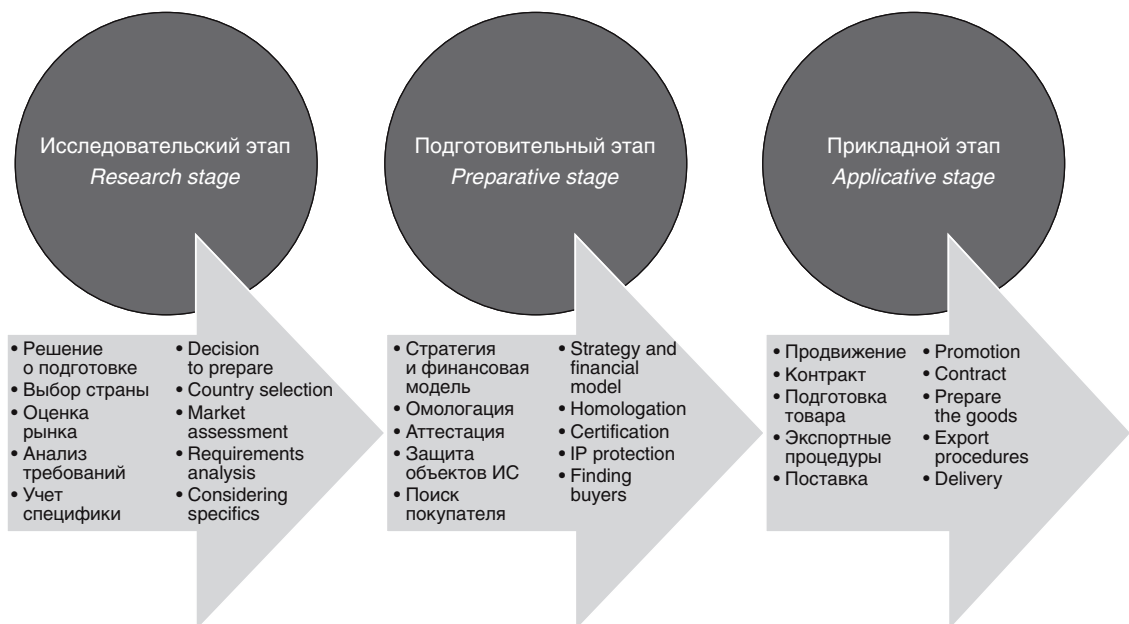 Исследовательский этап
Research stage
• Решение
о подготовке
• Выбор страны
• Оценка
рынка
• Анализ
требований
• Учет
специфики
• Decision
to prepare
• Country selection
• Market
assessment
• Requirements
analysis
• Considering
specifics
Подготовительный этап
Preparative stage
• Стратегия
и финансовая
модель
• Омологация
• Аттестация
• Защита
объектов ИС
• Поиск
покупателя
• Strategy and
financial
model
• Homologation
• Certification
• IP protection
• Finding
buyers
Прикладной этап
Applicative stage
• Продвижение
• Контракт
• Подготовка
товара
• Экспортные
процедуры
• Поставка
• Promotion
• Contract
• Prepare
the goods
• Export
procedures
• Delivery